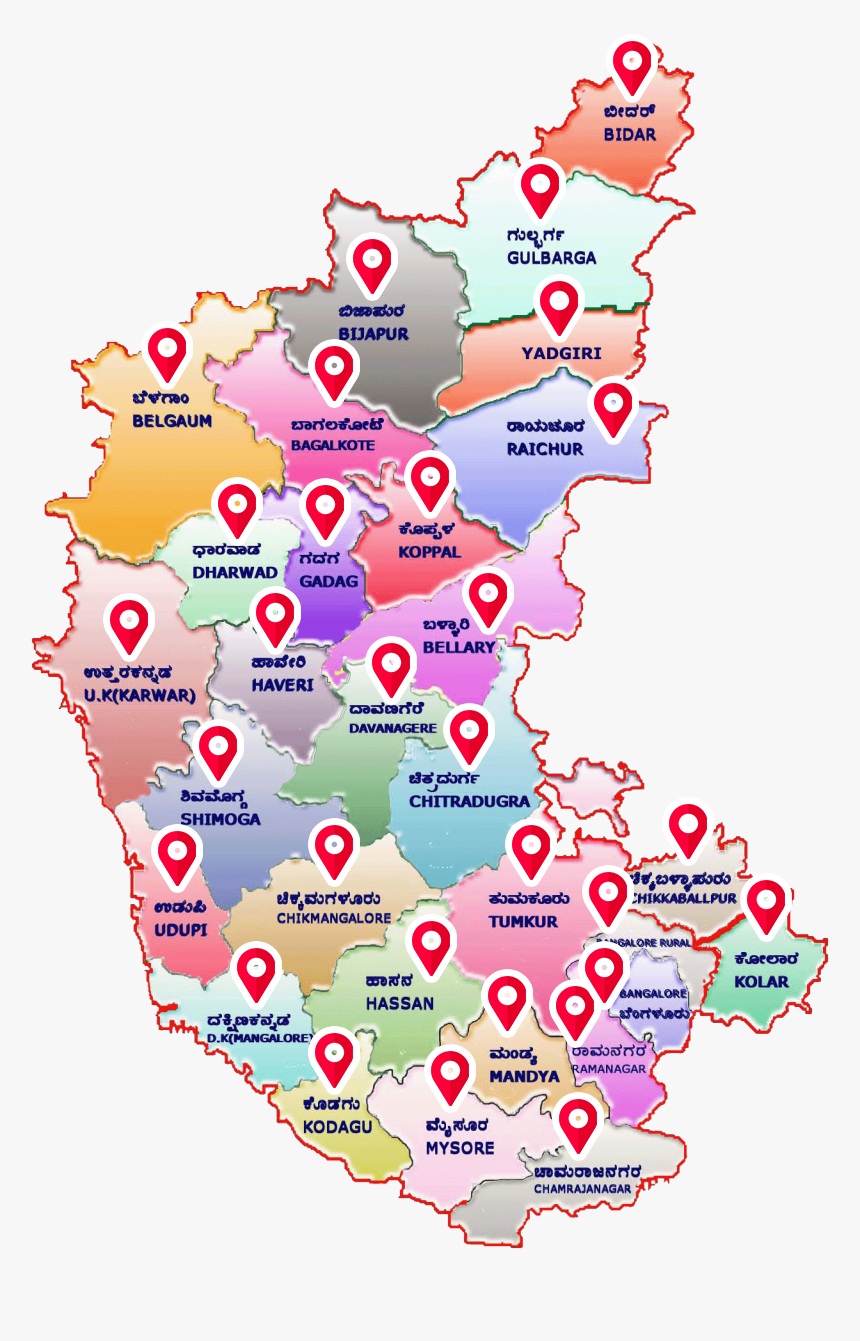 ಬೀದರ್
BIDAR
ಗುಲ್ಬರ್ಗ
GULBARGA
ಬಿಜಾಪುರ
BIJAPUR
YADGIRI
ಬೆಳಗಾಂ
BELGAUM
ಬಾಗಲಕೋಟೆ
BAGALKOTE
ರಾಯಚೂರ
RAICHUR
ಧಾರವಾಡ
DHARWAD
ಗದಗ
GADAG
ಕೊಪ್ಪಳ
KOPPAL
ಬಳ್ಳಾರಿ
BELLARY
ಉತ್ತರಕನ್ನಡ
U.K(KARWAR)
ಹಾವೇರಿ
HAVERI
ದಾವಣಗೆರೆ
DAVANAGERE
ಶಿವಮೊಗ್ಗ
SHIMOGA
ಚಿತ್ರದುರ್ಗ
CHITRADUGRA
ಉಡುಪಿ
UDUPI
ಚಿಕ್ಕಮಗಳೂರು
CHIKMANGALORE
ತುಮಕೂರು
TUMKUR
ಚಿಕ್ಕಬಳ್ಳಾಪುರು
CHIKKABALLPUR
BANGALORE RURAL
ಕೋಲಾರ
KOLAR
ಹಾಸನ
HASSAN
BANGALORE
ಬೆಂಗಳೂರು
ದಕ್ಷಿಣಕನ್ನಡ
D.K(MANGALORE)
ಮಂಡ್ಯ
MANDYA
ರಾಮನಗರ
RAMANAGAR
ಕೊಡಗು
KODAGU
ಮೈಸೂರ
MYSORE
ಚಾಮರಾಜನಗರ
CHAMRAJANAGAR